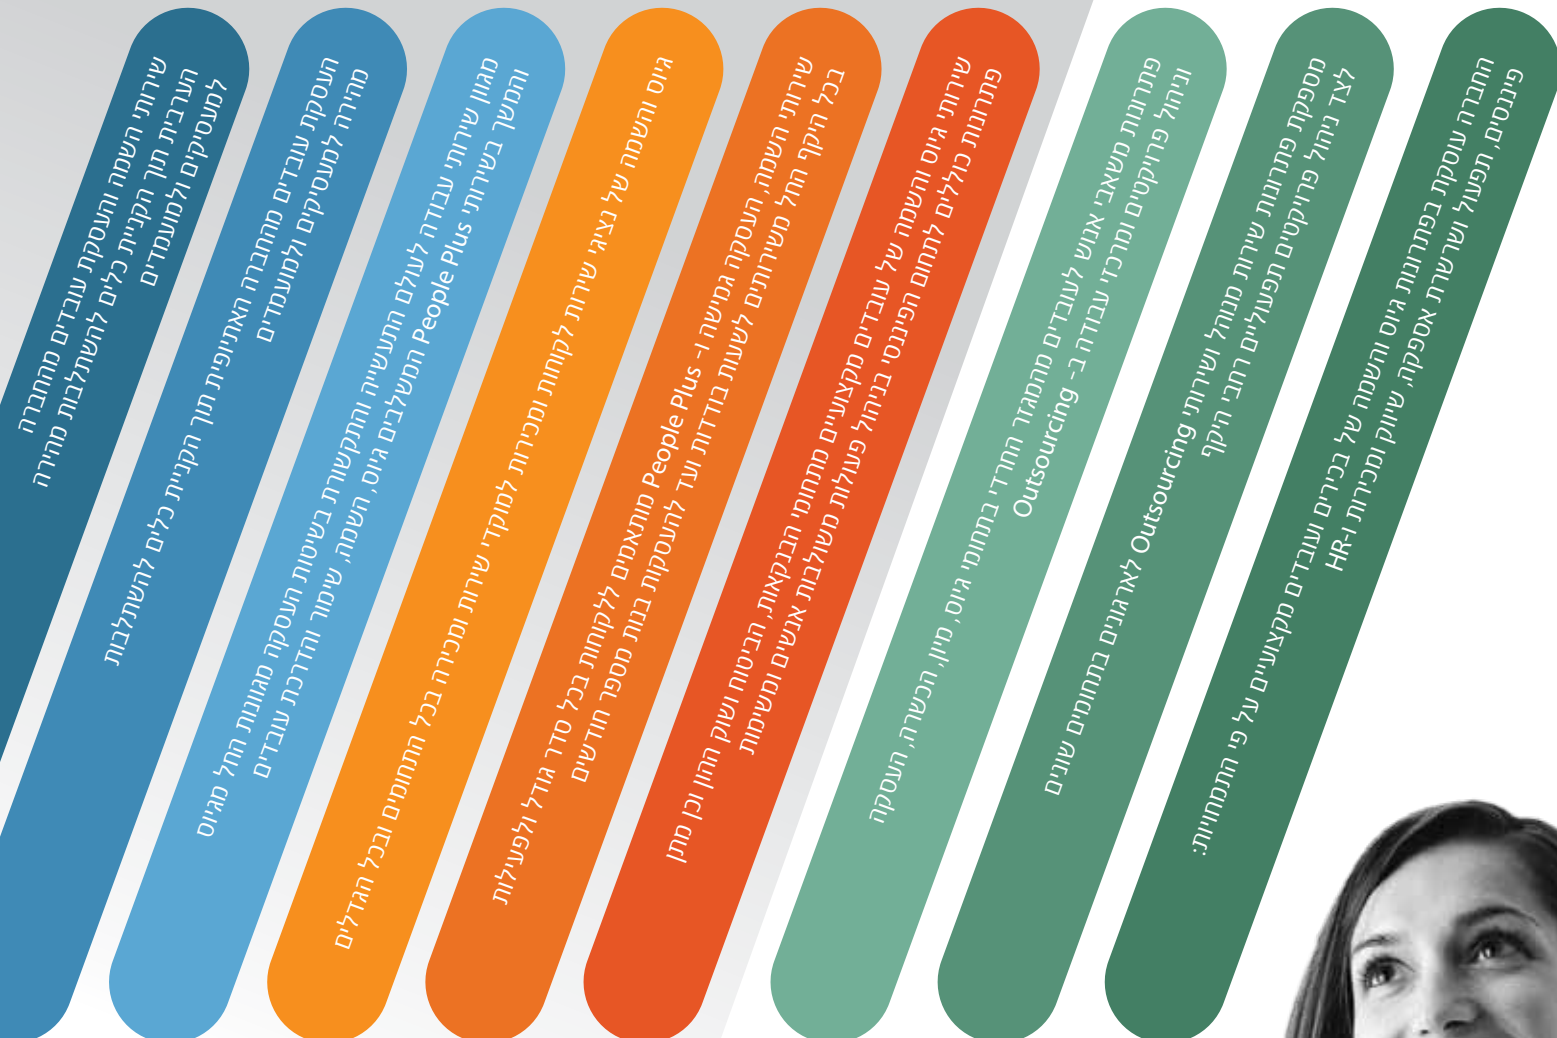 החברה עוסקת בפתרונות גיוס והשמה של בכירים ועובדים מקצועיים על פי התמחויות:
פיננסים, תפעול ושרשרת אספקה, שיווק ומכירות ו-HR
מספקת פתרונות שירות מנוהל ושירותי Outsourcing לארגונים בתחומים שונים
לצד ניהול פרויקטים תפעוליים רחבי היקף
פתרונות משאבי אנוש לעובדים מהמגזר החרדי בתחומי גיוס, מיון, הכשרה, העסקה
וניהול פרויקטים ומרכזי עבודה ב- Outsourcing
שירותי גיוס והשמה של עובדים מקצועיים מתחומי הבנקאות, הביטוח ושוק ההון וכן מתן
פתרונות כוללים לתחום הפיננסי בניהול פעולות משולבות אנשים ומשימות
שירותי השמה, העסקה גמישה ו- People Plus מותאמים ללקוחות בכל סדר גודל ולפעילות
בכל היקף החל משירותים לשעות בודדות ועד להעסקות בנות מספר חודשים
גיוס והשמה של נציגי שירות לקוחות ומכירות למוקדי שירות ומכירה בכל התחומים ובכל הגדלים
מגוון שירותי עבודה לעולם התעשייה והתקשורת בשיטות העסקה מגוונות החל מגיוס
והמשך בשירותי People Plus המשלבים גיוס, השמה, שימור והדרכת עובדים
העסקת עובדים מהחברה האתיופית תוך הקניית כלים להשתלבות
מהירה למעסיקים ולמועמדים
שירותי השמה והעסקת עובדים מהחברה
הערבית תוך הקניית כלים להשתלבות מהירה
למעסיקים ולמועמדים